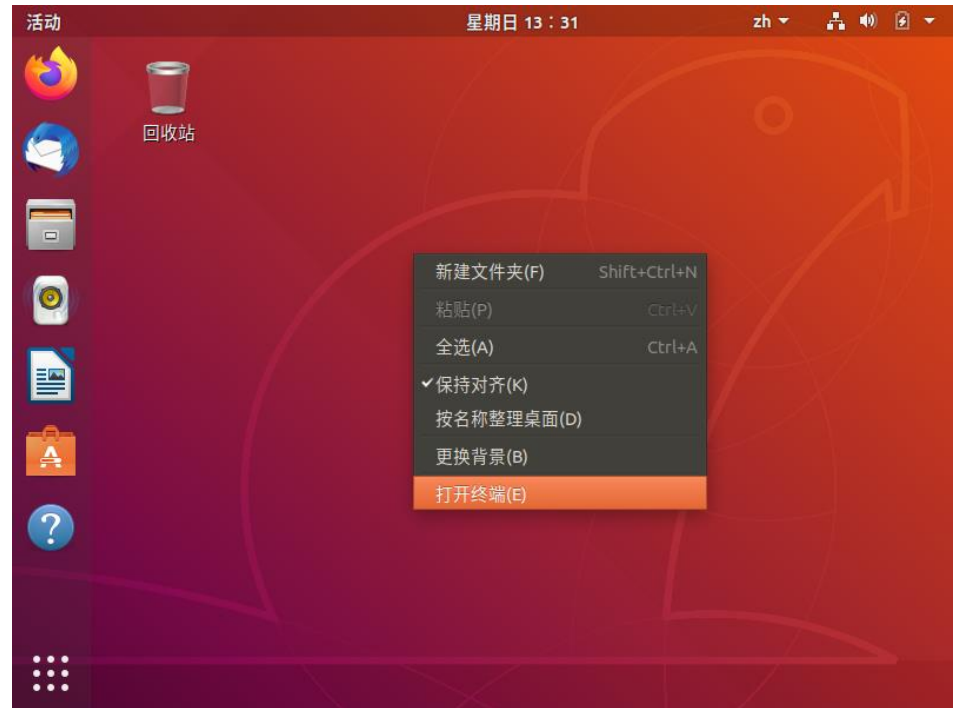 活动 星期日 13：31 zh
回收站
新建文件夹(F) Shift+Ctrl+N
粘贴(P) Ctrl+V
全选(A) Ctrl+A
保持对齐(K)
按名称整理桌面(D)
更换背景(B)
打开终端(E)